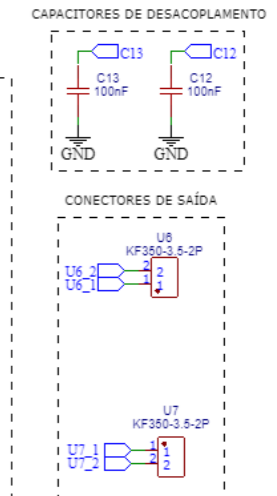 CAPACITORES DE DESACOPLAMENTO
C13 C12
C13 C12
100nF 100nF
GND GND
CONECTORES DE SAÍDA
U6
KF350-3.5-2P
U6_2 2 2
U6_1 1 1
U7
KF350-3.5-2P
U7_1 1 1
U7_2 2 2